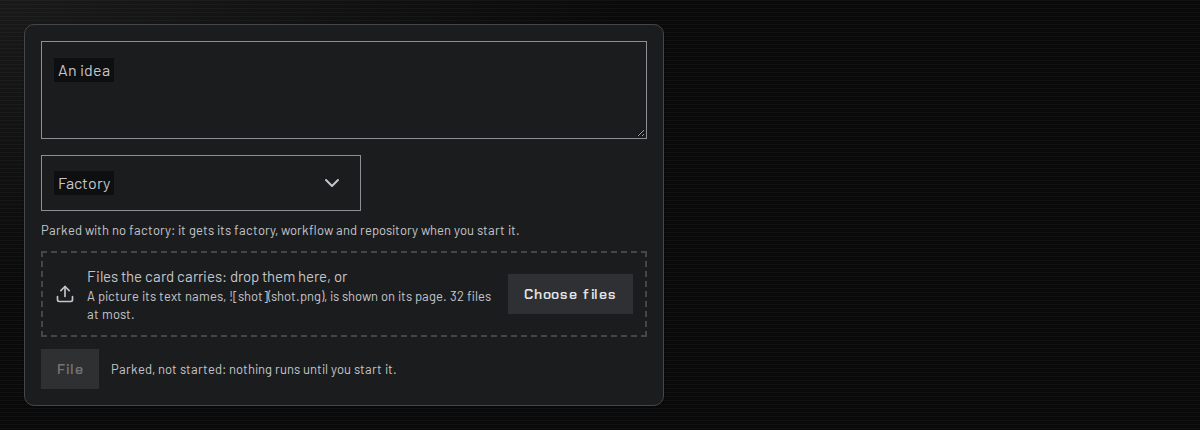 An idea
Factory
Parked with no factory: it gets its factory, workflow and repository when you start it.
Files the card carries: drop them here, or
A picture its text names, ![shot](shot.png), is shown on its page. 32 files
at most.
Choose files
File
Parked, not started: nothing runs until you start it.